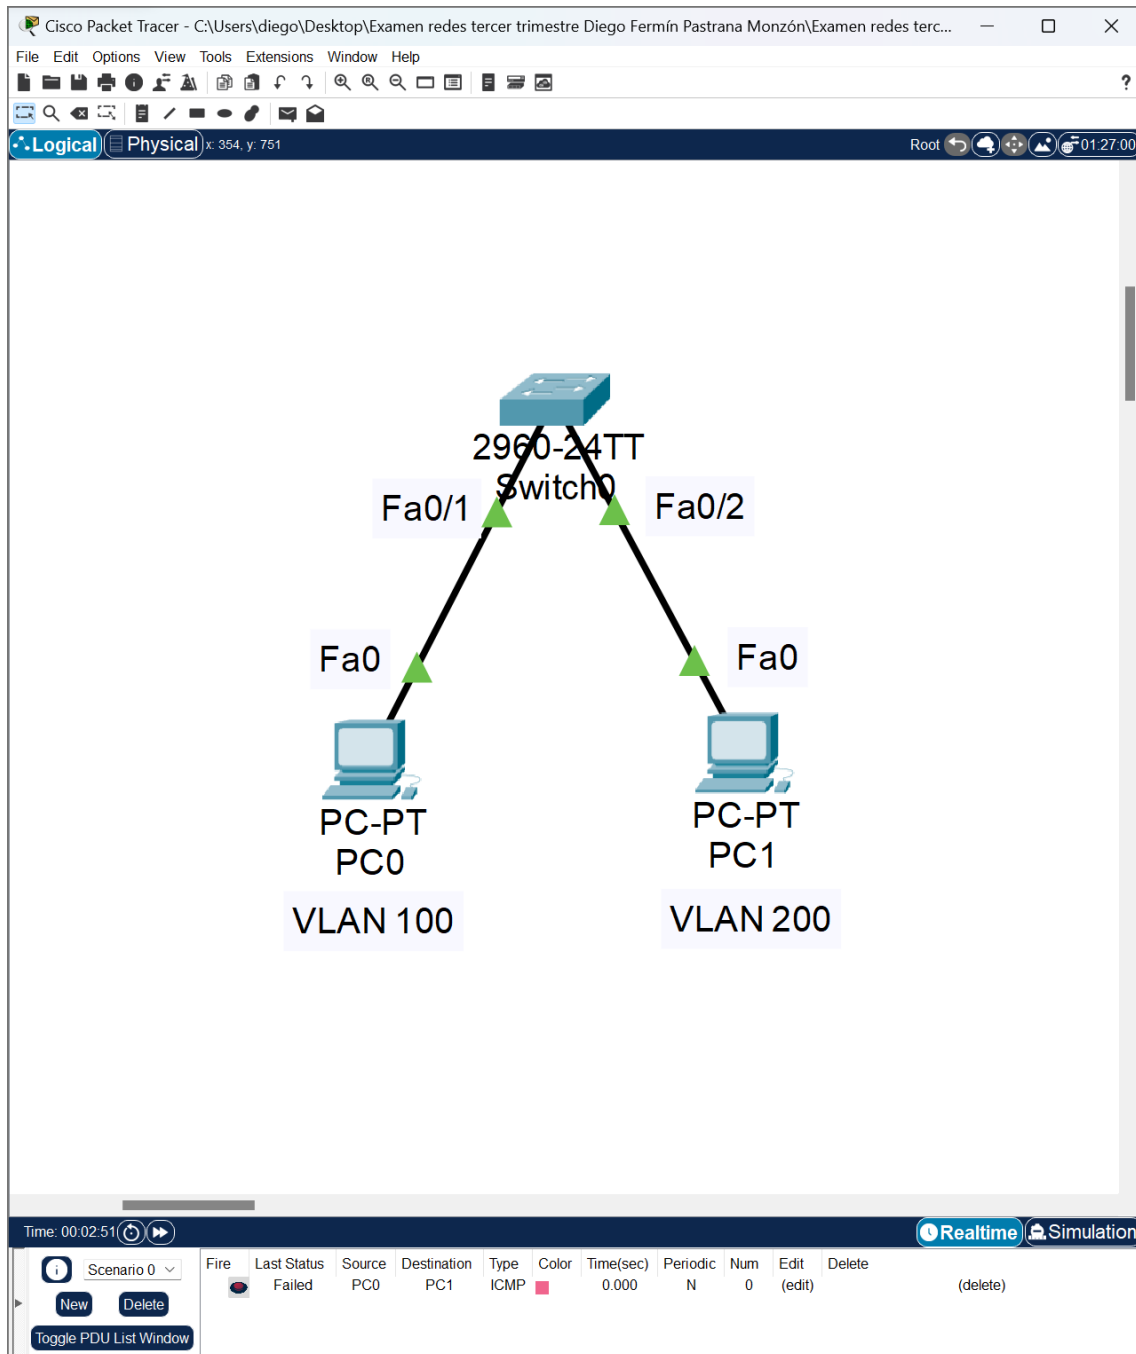 Cisco Packet Tracer - C:\Users\diego\Desktop\Examen redes tercer trimestre Diego Fermín Pastrana Monzón\Examen redes terc...
File Edit Options View Tools Extensions Window Help
?
Logical Physical x: 354, y: 751 Root 01:27:00
2960-24TT
Switch0
Fa0/1 Fa0/2
Fa0 Fa0
PC-PT PC-PT
PC0 PC1
VLAN 100 VLAN 200
Time: 00:02:51 Realtime Simulation
Scenario 0
New Delete
Toggle PDU List Window
Fire Last Status Source Destination Type Color Time(sec) Periodic Num Edit Delete
Failed PC0 PC1 ICMP 0.000 N 0 (edit) (delete)